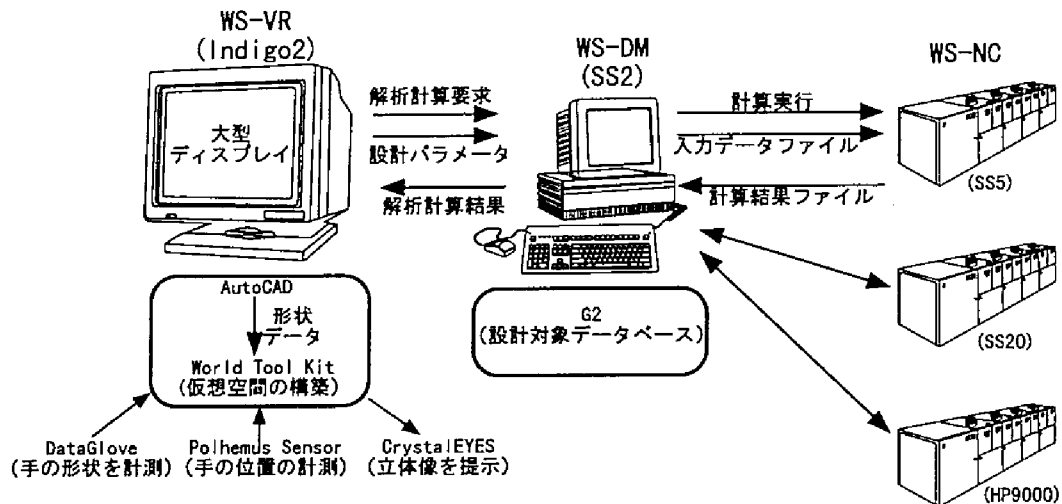 WS-VR
(Indigo2)
大型
ディスプレイ
解析計算要求
設計パラメータ
解析計算結果
WS-DM
(SS2)
計算実行
入力データファイル
計算結果ファイル
WS-NC
(SS5)
(SS20)
(HP9000)
AutoCAD
形状
データ
World Tool Kit
(仮想空間の構築)
G2
(設計対象データベース)
DataGlove
(手の形状を計測)
Polhemus Sensor
(手の位置の計測)
CrystalEYES
(立体像を提示)